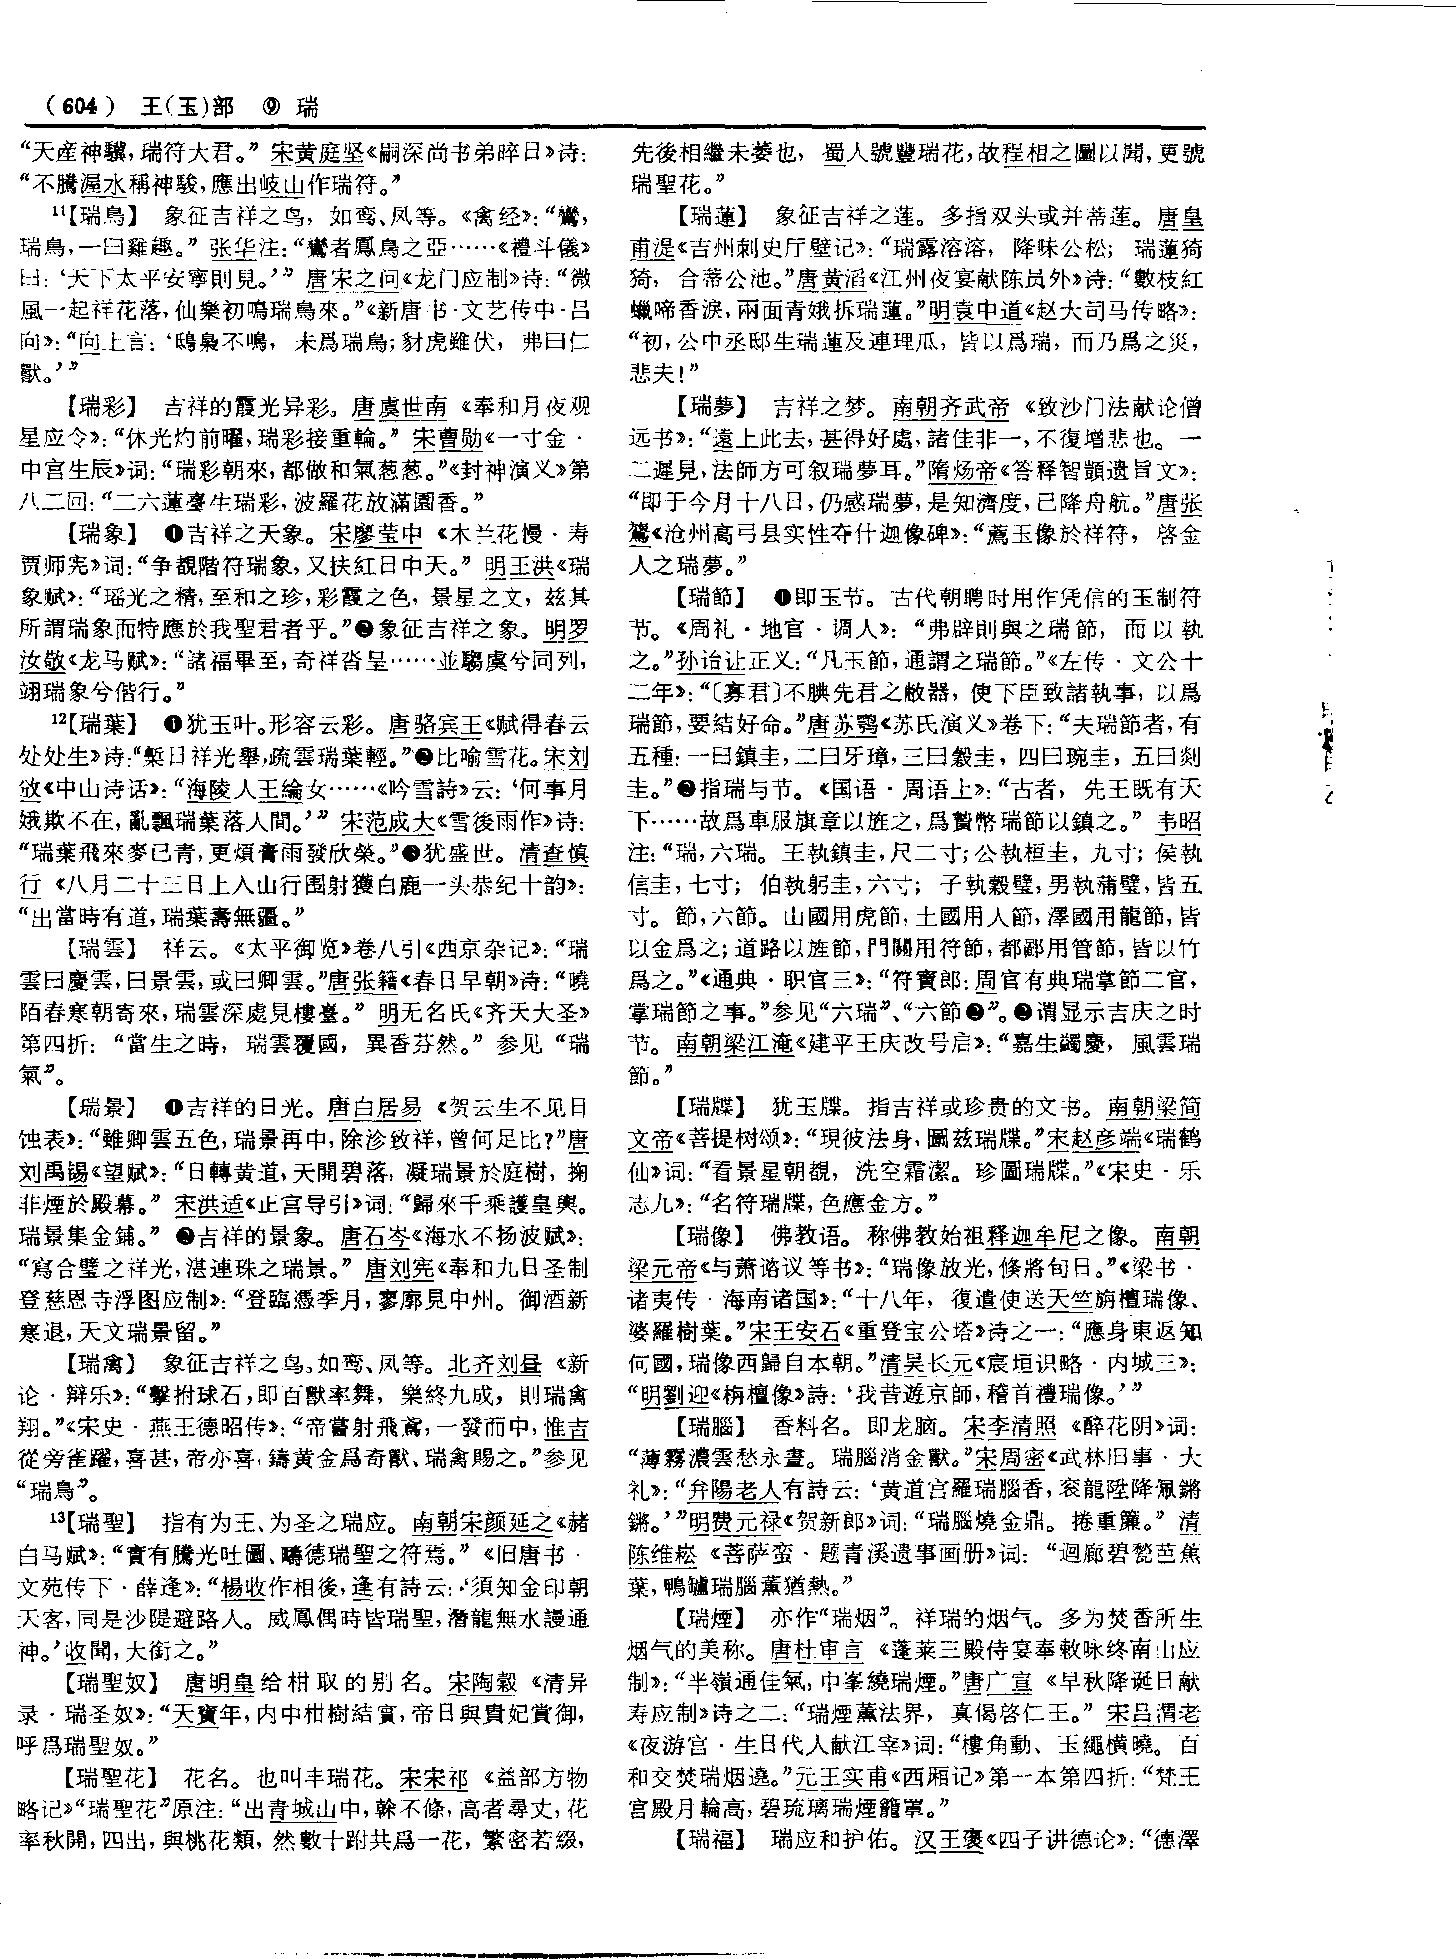 （604） 王（玉）部 ⑨ 瑞
“天産神驥，瑞符大君。” 宋黄庭坚《嗣深尚书弟晬日》诗：
“不騰渥水稱神駿，應出岐山作瑞符。”
11【瑞鳥】 象征吉祥之鸟，如鸾、凤等。《禽经》：“鸞，
瑞鳥，一曰雞趣。” 张华注：“鸞者鳳鳥之亞……《禮斗儀》
曰：‘天下太平安寧則見。’” 唐宋之问《龙门应制》诗：“微
風一起祥花落，仙樂初鳴瑞鳥來。”《新唐书·文艺传中·吕
向》：“向上言：‘鴟梟不鳴，未爲瑞鳥；豺虎雖伏，弗曰仁
獸。’”
【瑞彩】 吉祥的霞光异彩。唐虞世南《奉和月夜观
星应令》：“休光灼前曜，瑞彩接重輪。” 宋曹勋《一寸金·
中宫生辰》词：“瑞彩朝來，都做和氣葱葱。”《封神演义》第
八二回：“二六蓮臺生瑞彩，波羅花放滿園香。”
【瑞象】 ❶吉祥之天象。宋廖莹中《木兰花慢·寿
贾师宪》词：“争覩階符瑞象，又扶紅日中天。” 明王洪《瑞
象赋》：“瑶光之精，至和之珍，彩霞之色，景星之文，兹其
所謂瑞象而特應於我聖君者乎。”❷象征吉祥之象。明罗
汝敬《龙马赋》：“諸福畢至，奇祥沓呈……並騶虞兮同列，
翊瑞象兮偕行。”
12【瑞葉】 ❶犹玉叶。形容云彩。唐骆宾王《赋得春云
处处生》诗：“蹔日祥光舉，疏雲瑞葉輕。”❷比喻雪花。宋刘
攽《中山诗话》：“海陵人王綸女……《吟雪詩》云：‘何事月
娥欺不在，亂飄瑞葉落人間。’” 宋范成大《雪後雨作》诗：
“瑞葉飛來麥已青，更煩膏雨發欣榮。”❸犹盛世。清查慎
行《八月二十三日上入山行围射獲白鹿一头恭纪十韵》：
“出當時有道，瑞葉壽無疆。”
【瑞雲】 祥云。《太平御览》卷八引《西京杂记》：“瑞
雲曰慶雲，曰景雲，或曰卿雲。”唐张籍《春日早朝》诗：“曉
陌春寒朝寄來，瑞雲深處見樓臺。” 明无名氏《齐天大圣》
第四折：“當生之時，瑞雲覆國，異香芬然。” 参见“瑞
氣”。
【瑞景】 ❶吉祥的日光。唐白居易《贺云生不见日
蚀表》：“雖卿雲五色，瑞景再中，除沴致祥，曾何足比？”唐
刘禹锡《望赋》：“日轉黄道，天開碧落，凝瑞景於庭樹，掬
非煙於殿幕。” 宋洪适《正宫导引》词：“歸來千乘護皇輿。
瑞景集金鋪。” ❷吉祥的景象。唐石岑《海水不扬波赋》：
“寫合璧之祥光，湛連珠之瑞景。” 唐刘宪《奉和九日圣制
登慈恩寺浮图应制》：“登臨憑季月，寥廓見中州。御酒新
寒退，天文瑞景留。”
【瑞禽】 象征吉祥之鸟，如鸾、凤等。北齐刘昼《新
论·辩乐》：“擊拊球石，即百獸率舞，樂終九成，則瑞禽
翔。”《宋史·燕王德昭传》：“帝嘗射飛鳶，一發而中，惟吉
從旁雀躍，喜甚，帝亦喜，鑄黄金爲奇獸、瑞禽賜之。”参见
“瑞鳥”。
13【瑞聖】 指有为王、为圣之瑞应。南朝宋颜延之《赭
白马赋》：“實有騰光吐圖、疇德瑞聖之符焉。”《旧唐书·
文苑传下·薛逢》：“楊收作相後，逢有詩云：‘須知金印朝
天客，同是沙隄避路人。威鳳偶時皆瑞聖，潛龍無水謾通
神。’收聞，大銜之。”
【瑞聖奴】 唐明皇给柑取的别名。宋陶穀《清异
录·瑞圣奴》：“天寶年，内中柑樹結實，帝日與貴妃賞御，
呼爲瑞聖奴。”
【瑞聖花】 花名。也叫丰瑞花。宋宋祁《益部方物
略记》“瑞聖花”原注：“出青城山中，榦不條，高者尋丈，花
率秋開，四出，與桃花類，然數十跗共爲一花，繁密若綴，
先後相繼未萎也，蜀人號豐瑞花，故程相之圖以聞，更號
瑞聖花。”
【瑞蓮】 象征吉祥之莲。多指双头或并蒂莲。唐皇
甫湜《吉州刺史厅壁记》：“瑞露溶溶，降味公松；瑞蓮猗
猗，合蒂公池。”唐黄滔《江州夜宴献陈员外》诗：“數枝紅
蠟啼香淚，兩面青娥拆瑞蓮。”明袁中道《赵大司马传略》：
“初，公中丞邸生瑞蓮及連理瓜，皆以爲瑞，而乃爲之災，
悲夫！”
【瑞夢】 吉祥之梦。南朝齐武帝《致沙门法献论僧
远书》：“遠上此去，甚得好處，諸佳非一，不復增悲也。一
二遲見，法師方可叙瑞夢耳。”隋炀帝《答释智顗遗旨文》：
“即于今月十八日，仍感瑞夢，是知濟度，已降舟航。”唐张
鷟《沧州高弓县实性夺什迦像碑》：“薦玉像於祥符，啓金
人之瑞夢。”
【瑞節】 ❶即玉节。古代朝聘时用作凭信的玉制符
节。《周礼·地官·调人》：“弗辟則與之瑞節，而以執
之。”孙诒让正义：“凡玉節，通謂之瑞節。”《左传·文公十
二年》：“〔寡君〕不腆先君之敝器，使下臣致諸執事，以爲
瑞節，要結好命。”唐苏鹗《苏氏演义》卷下：“夫瑞節者，有
五種：一曰鎮圭，二曰牙璋，三曰穀圭，四曰琬圭，五曰剡
圭。”❷指瑞与节。《国语·周语上》：“古者，先王既有天
下……故爲車服旗章以旌之，爲贄幣瑞節以鎮之。” 韦昭
注：“瑞，六瑞。王執鎮圭，尺二寸；公執桓圭，九寸；侯執
信圭，七寸；伯執躬圭，六寸；子執穀璧，男執蒲璧，皆五
寸。節，六節。山國用虎節，土國用人節，澤國用龍節，皆
以金爲之；道路以旌節，門關用符節，都鄙用管節，皆以竹
爲之。”《通典·职官三》：“符寶郎：周官有典瑞掌節二官，
掌瑞節之事。”参见“六瑞”、“六節❷”。❸谓显示吉庆之时
节。南朝梁江淹《建平王庆改号启》：“嘉生蠲慶，風雲瑞
節。”
【瑞牒】 犹玉牒。指吉祥或珍贵的文书。南朝梁简
文帝《菩提树颂》：“現彼法身，圖兹瑞牒。”宋赵彦端《瑞鹤
仙》词：“看景星朝覩，洗空霜潔。珍圖瑞牒。”《宋史·乐
志九》：“名符瑞牒，色應金方。”
【瑞像】 佛教语。称佛教始祖释迦牟尼之像。南朝
梁元帝《与萧谘议等书》：“瑞像放光，倐將旬日。”《梁书·
诸夷传·海南诸国》：“十八年，復遣使送天竺旃檀瑞像、
婆羅樹葉。”宋王安石《重登宝公塔》诗之一：“應身東返知
何國，瑞像西歸自本朝。”清吴长元《宸垣识略·内城三》：
“明劉迎《栴檀像》詩：‘我昔遊京師，稽首禮瑞像。’”
【瑞腦】 香料名。即龙脑。宋李清照《醉花阴》词：
“薄霧濃雲愁永晝。瑞腦消金獸。”宋周密《武林旧事·大
礼》：“弁陽老人有詩云：‘黄道宫羅瑞腦香，衮龍陞降佩鏘
鏘。’”明费元禄《贺新郎》词：“瑞腦燒金鼎。捲重簾。” 清
陈维崧《菩萨蛮·题青溪遗事画册》词：“迴廊碧甃芭蕉
葉，鴨罏瑞腦薰猶熱。”
【瑞煙】 亦作“瑞烟”。祥瑞的烟气。多为焚香所生
烟气的美称。唐杜审言《蓬莱三殿侍宴奉敕咏终南山应
制》：“半嶺通佳氣，中峯繞瑞煙。”唐广宣《早秋降诞日献
寿应制》诗之二：“瑞煙薰法界，真偈啓仁王。” 宋吕渭老
《夜游宫·生日代人献江宰》词：“樓角動、玉繩横曉。百
和交焚瑞烟遶。”元王实甫《西厢记》第一本第四折：“梵王
宫殿月輪高，碧琉璃瑞煙籠罩。”
【瑞福】 瑞应和护佑。汉王褒《四子讲德论》：“德澤